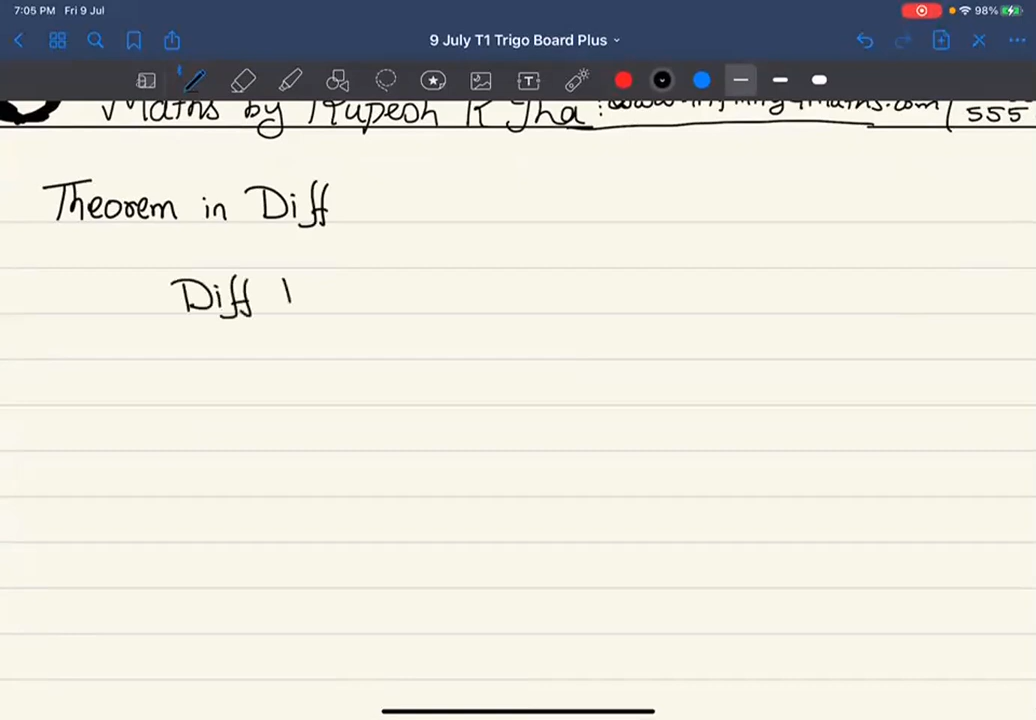 7:05 PM Fri 9 Jul 98%
9 July T1 Trigo Board Plus
T
Maths by Rupesh K Jha : 555
Theorem in Diff
Diff